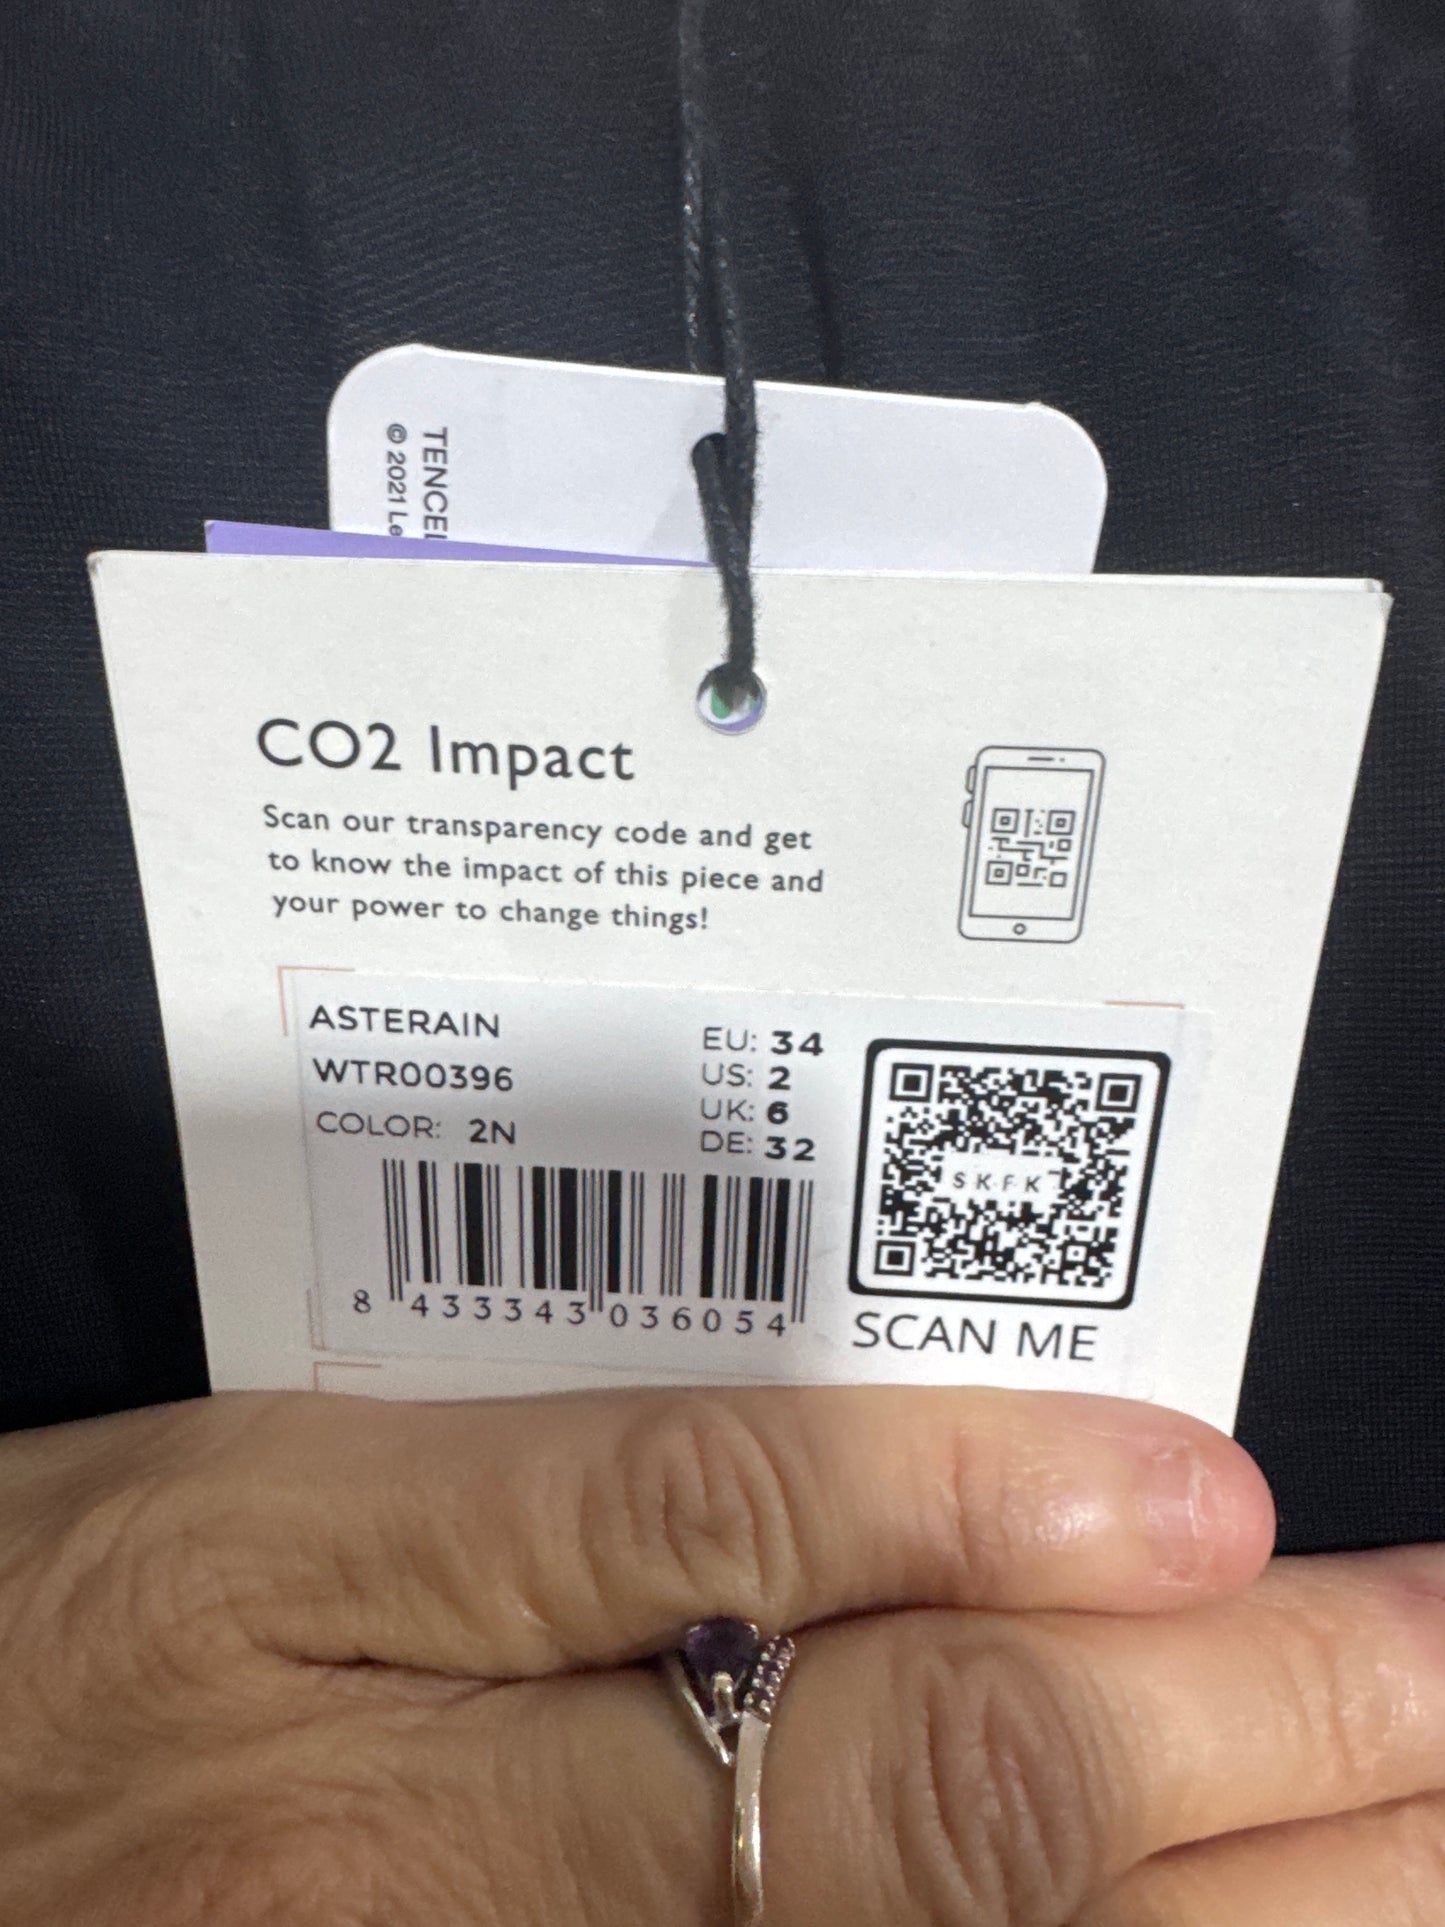 TENCEL
© 2021 Le
CO2 Impact
Scan our transparency code and get
to know the impact of this piece and
your power to change things!
ASTERAIN
WTR00396
COLOR: 2N
EU: 34
US: 2
UK: 6
DE: 32
SKFK
8 433343 036054
SCAN ME